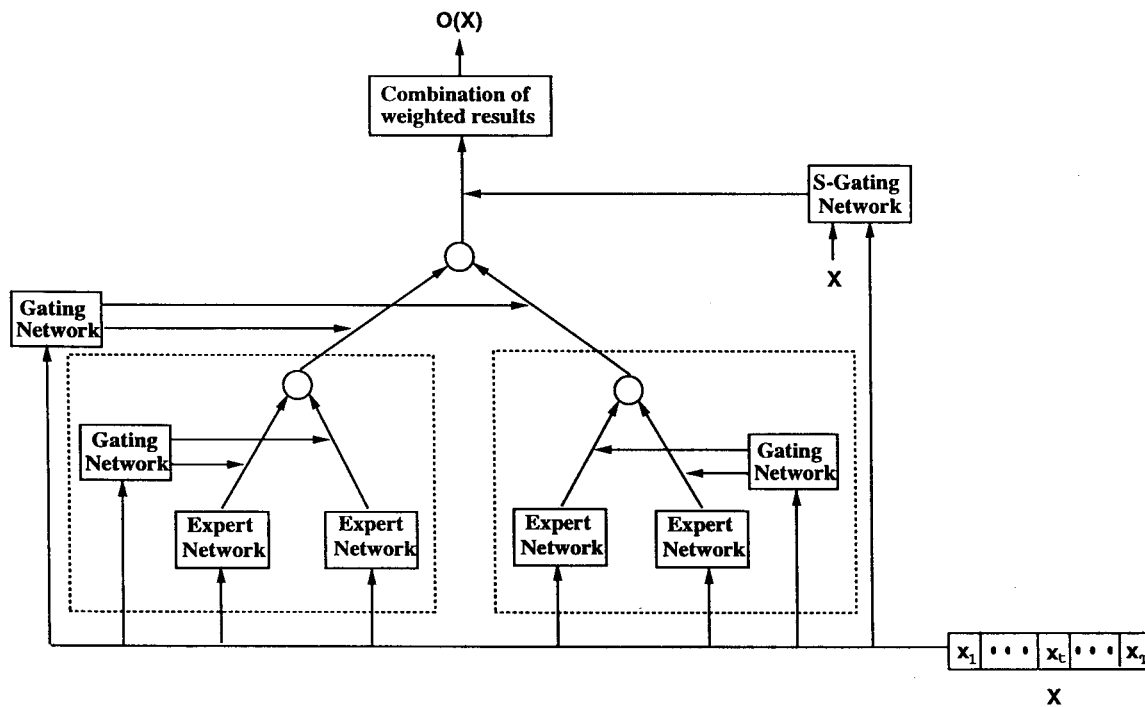 O(X)
Combination of
weighted results
S-Gating
Network
X
Gating
Network
Gating
Network
Gating
Network
Expert
Network
Expert
Network
Expert
Network
Expert
Network
x1 • • • xt • • •
X